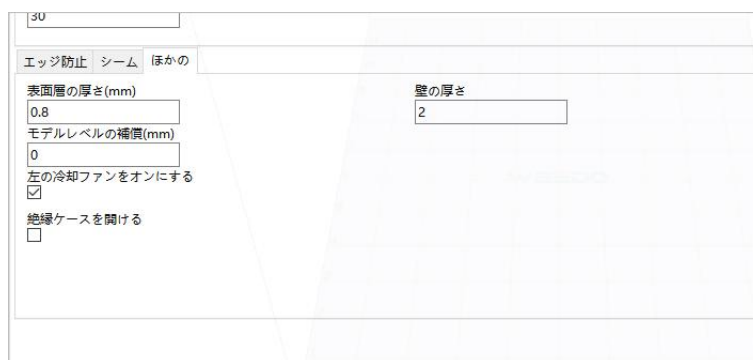 30
エッジ防止 シーム ほかの
表面層の厚さ(mm) 壁の厚さ
0.8 2
モデルレベルの補償(mm)
0
左の冷却ファンをオンにする
絶縁ケースを開ける